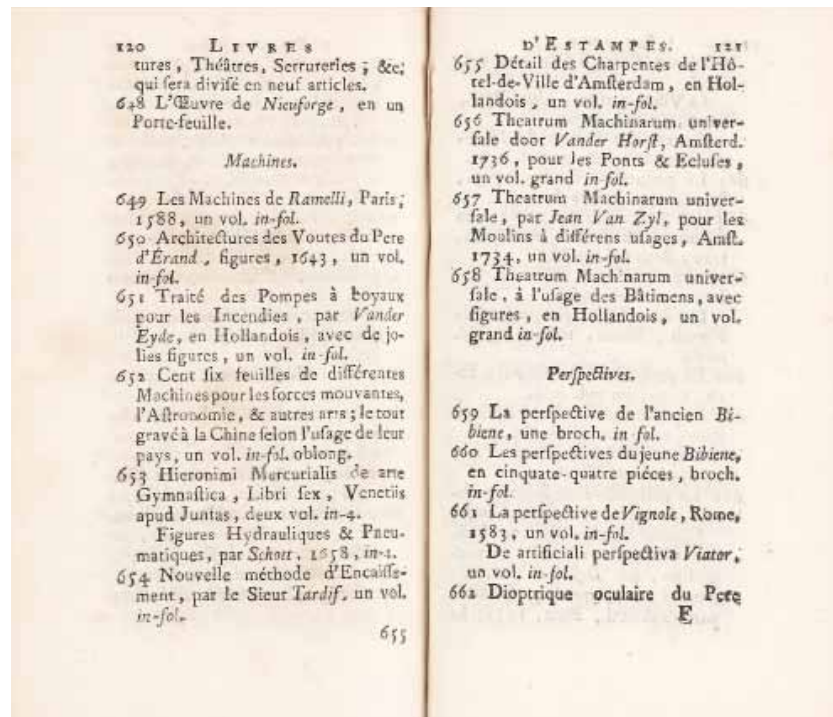 120 LIVRES
tures, Théâtres, Serrureries ; &c;
qui ſera diviſé en neuf articles.
648 L'Œuvre de Nieuforge, en un
Porte-feuille.
Machines.
649 Les Machines de Ramelli, Paris;
1588, un vol. in-fol.
650 Architectures des Voutes du Pere
d'Érand, figures, 1643, un vol.
in-fol.
651 Traité des Pompes à boyaux
pour les Incendies, par Vander
Eyde, en Hollandois, avec de jo-
lies figures, un vol. in-fol.
652 Cent ſix feuilles de différentes
Machines pour les forces mouvantes,
l'Aſtronomie, & autres arts ; le tout
gravé à la Chine ſelon l'uſage de leur
pays, un vol. in-fol. oblong.
653 Hieronimi Mercurialis de arte
Gymnaſtica, Libri ſex, Venetiis
apud Juntas, deux vol. in-4.
Figures Hydrauliques & Pneu-
matiques, par Schott, 1658, in-4.
654 Nouvelle méthode d'Encaiſſe-
ment, par le Sieur Tardif, un vol.
in-fol.
655
D'ESTAMPES. 121
655 Détail des Charpentes de l'Hô-
tel-de-Ville d'Amſterdam, en Hol-
landois, un vol. in-fol.
656 Theatrum Machinarum univer-
ſale door Vander Horſt, Amſterd.
1736, pour les Ponts & Ecluſes,
un vol. grand in fol.
657 Theatrum Machinarum univer-
ſale, par Jean Van Zyl, pour les
Moulins à différens uſages, Amſt.
1734, un vol. in-fol.
658 Theatrum Machinarum univer-
ſale, à l'uſage des Bâtimens, avec
figures, en Hollandois, un vol.
grand in-fol.
Perſpectives.
659 La perſpective de l'ancien Bi-
biene, une broch. in fol.
660 Les perſpectives du jeune Bibiene,
en cinquate-quatre piéces, broch.
in-fol.
661 La perſpective de Vignole, Rome,
1583, un vol. in-fol.
De artificiali perſpectiva Viator,
un vol. in-fol.
662 Dioptrique oculaire du Pere
E